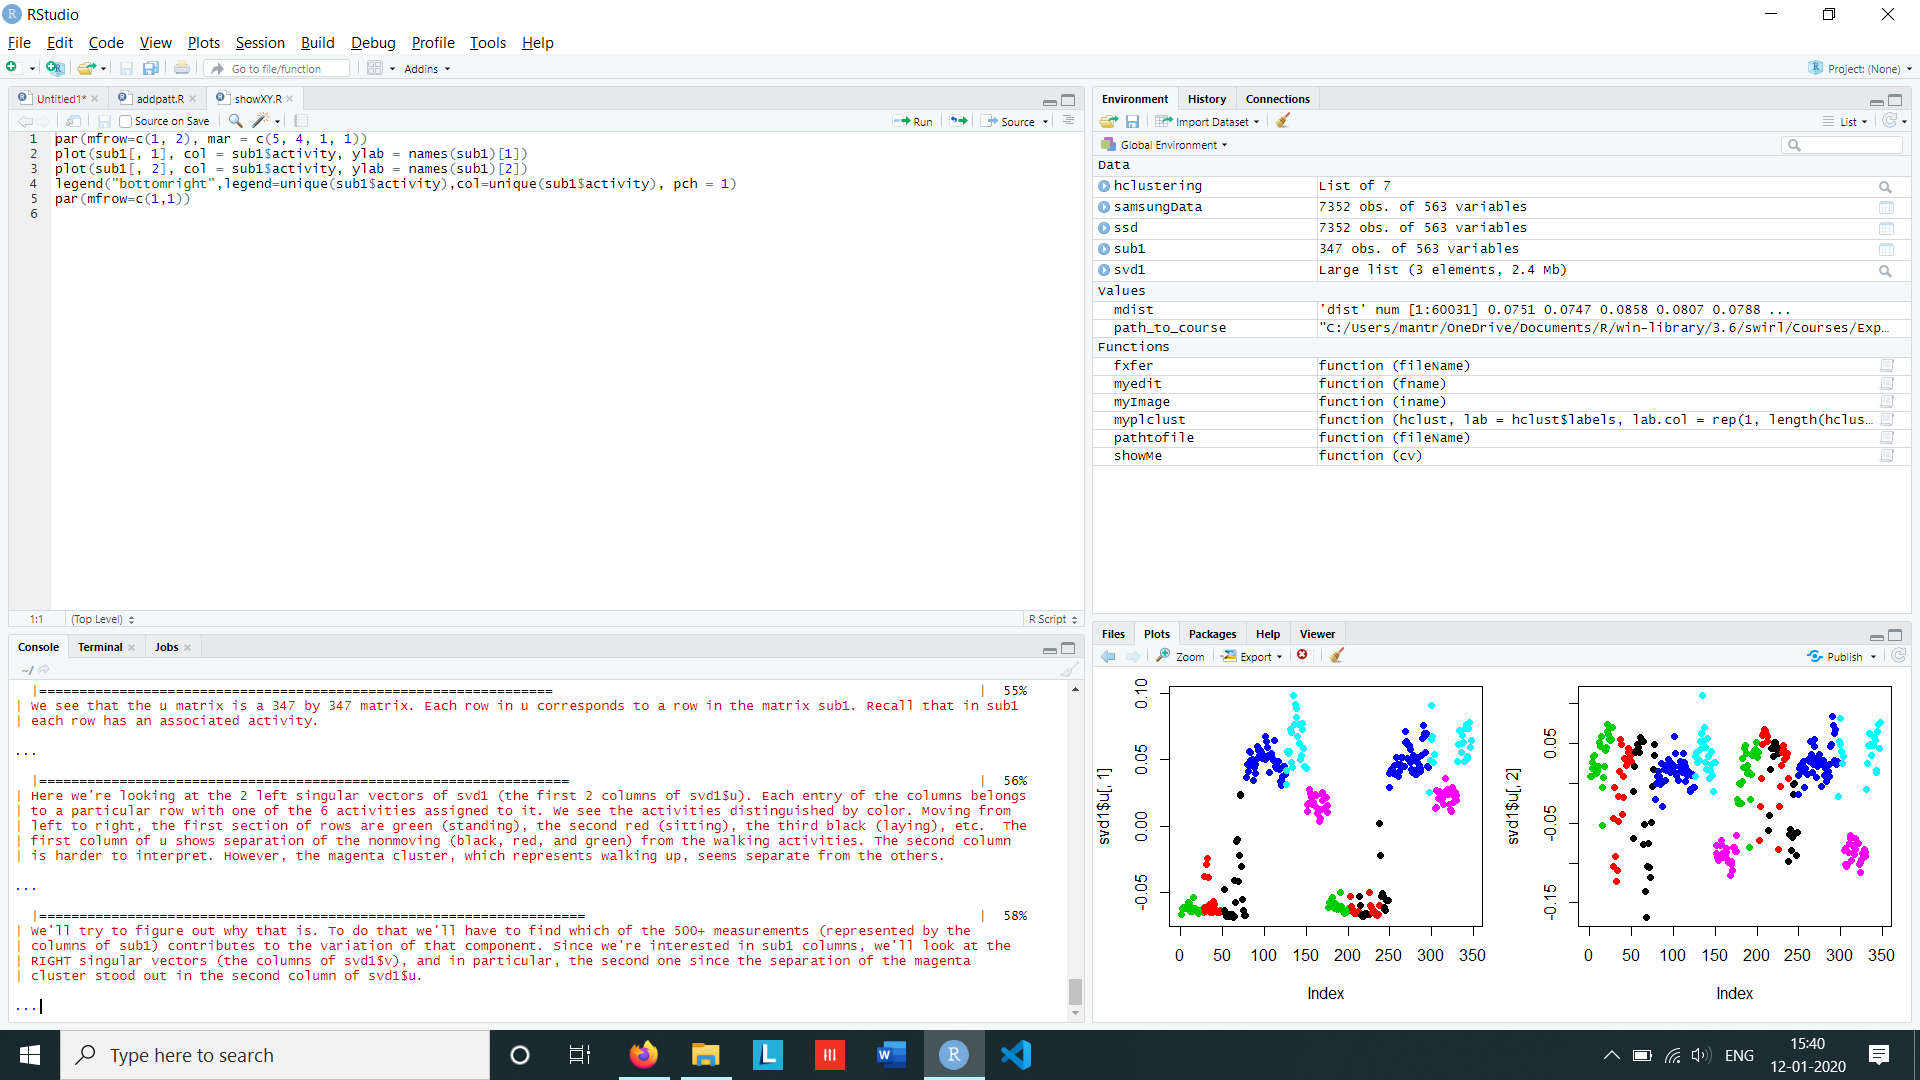 RStudio
File Edit Code View Plots Session Build Debug Profile Tools Help
Go to file/function Addins Project: (None)
Untitled1* addpatt.R showXY.R
Source on Save Run Source
1 par(mfrow=c(1, 2), mar = c(5, 4, 1, 1))
2 plot(sub1[, 1], col = sub1$activity, ylab = names(sub1)[1])
3 plot(sub1[, 2], col = sub1$activity, ylab = names(sub1)[2])
4 legend("bottomright",legend=unique(sub1$activity),col=unique(sub1$activity), pch = 1)
5 par(mfrow=c(1,1))
6
1:1 (Top Level) R Script
Console Terminal Jobs
~/
|================================================================ | 55%
| We see that the u matrix is a 347 by 347 matrix. Each row in u corresponds to a row in the matrix sub1. Recall that in sub1
| each row has an associated activity.
...
|================================================================== | 56%
| Here we're looking at the 2 left singular vectors of svd1 (the first 2 columns of svd1$u). Each entry of the columns belongs
| to a particular row with one of the 6 activities assigned to it. We see the activities distinguished by color. Moving from
| left to right, the first section of rows are green (standing), the second red (sitting), the third black (laying), etc.  The
| first column of u shows separation of the nonmoving (black, red, and green) from the walking activities. The second column
| is harder to interpret. However, the magenta cluster, which represents walking up, seems separate from the others.
...
|==================================================================== | 58%
| We'll try to figure out why that is. To do that we'll have to find which of the 500+ measurements (represented by the
| columns of sub1) contributes to the variation of that component. Since we're interested in sub1 columns, we'll look at the
| RIGHT singular vectors (the columns of svd1$v), and in particular, the second one since the separation of the magenta
| cluster stood out in the second column of svd1$u.
...
Environment History Connections
Import Dataset List
Global Environment
Data
hclustering List of 7
samsungData 7352 obs. of 563 variables
ssd 7352 obs. of 563 variables
sub1 347 obs. of 563 variables
svd1 Large list (3 elements, 2.4 Mb)
Values
mdist 'dist' num [1:60031] 0.0751 0.0747 0.0858 0.0807 0.0788 ...
path_to_course "C:/Users/mantr/OneDrive/Documents/R/win-library/3.6/swirl/Courses/Exp…
Functions
fxfer function (fileName)
myedit function (fname)
myImage function (iname)
myplclust function (hclust, lab = hclust$labels, lab.col = rep(1, length(hclus…
pathtofile function (fileName)
showMe function (cv)
Files Plots Packages Help Viewer
Zoom Export Publish
svd1$u[, 1]
0.10
0.05
0.00
-0.05
0 50 100 150 200 250 300 350
Index
svd1$u[, 2]
0.05
-0.05
-0.15
0 50 100 150 200 250 300 350
Index
Type here to search
ENG
15:40
12-01-2020